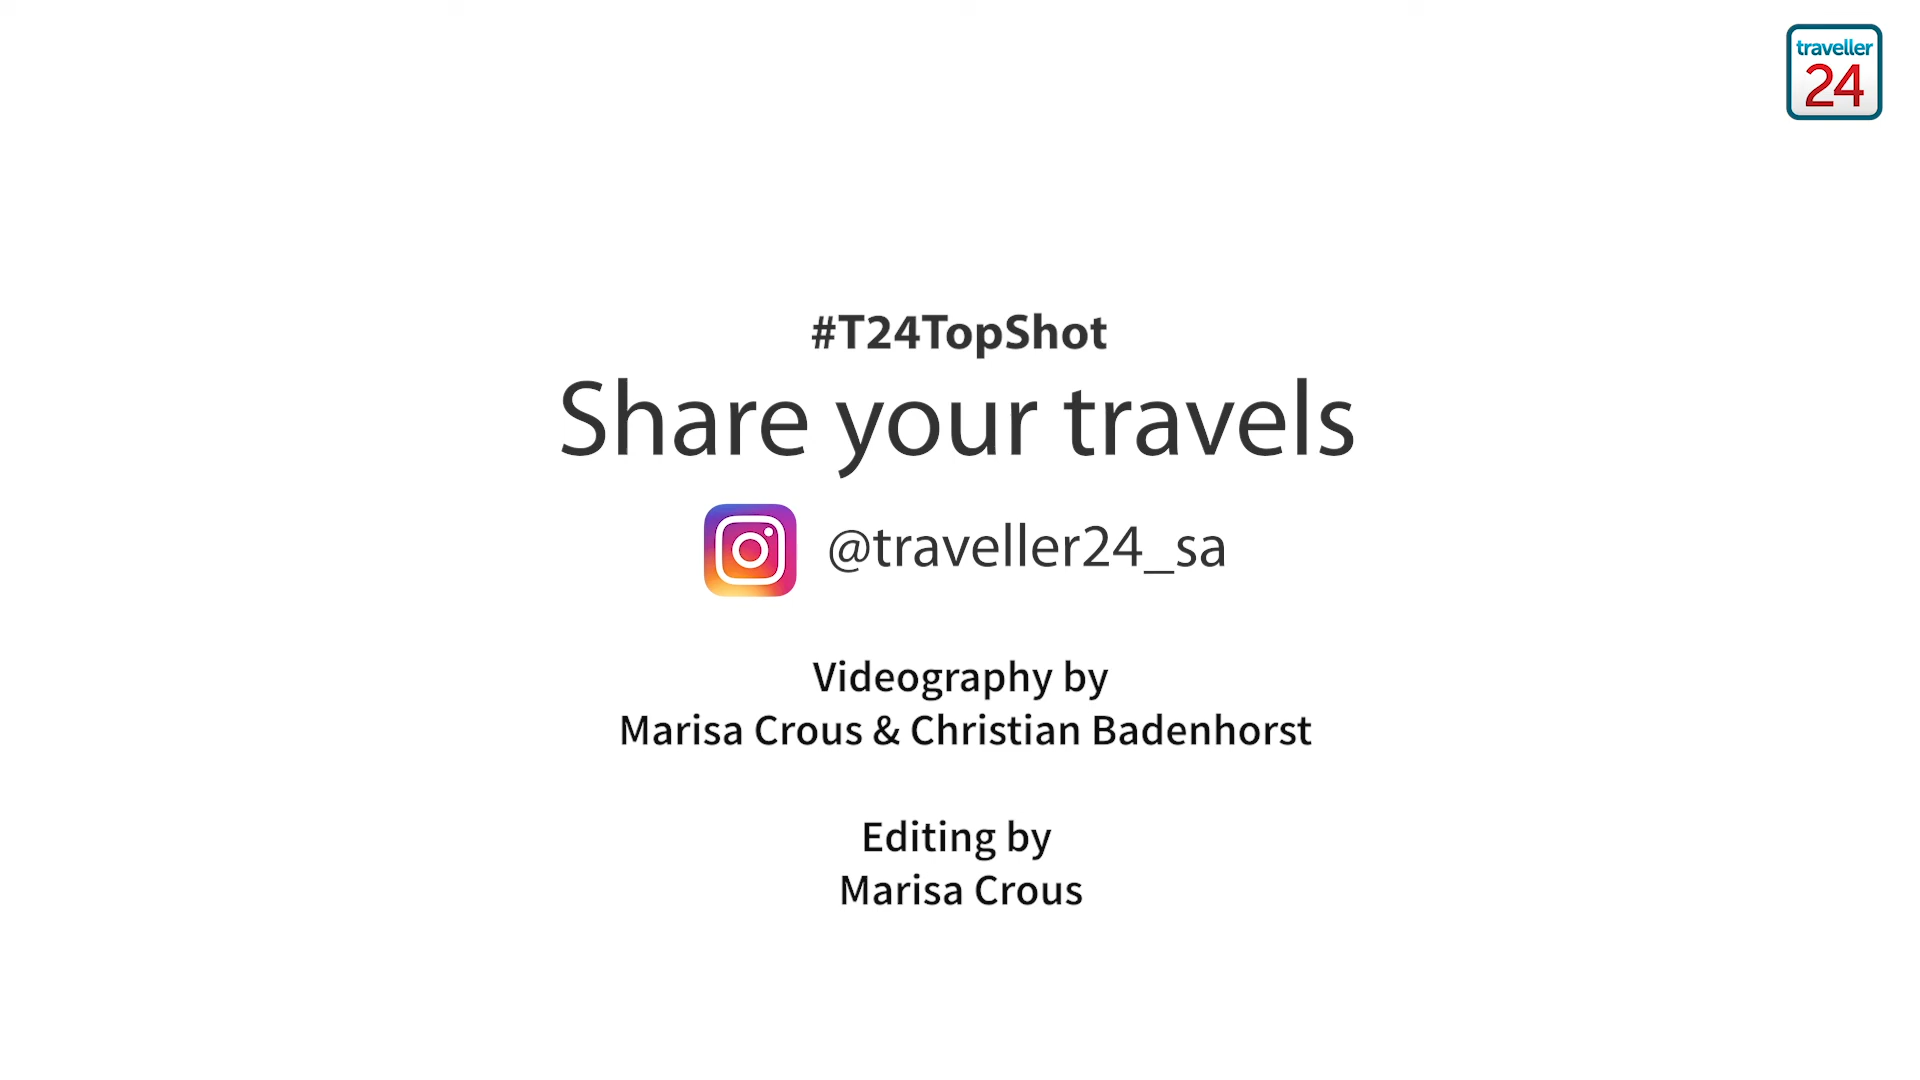 traveller
24
#T24TopShot
Share your travels
@traveller24_sa
Videography by
Marisa Crous & Christian Badenhorst
Editing by
Marisa Crous